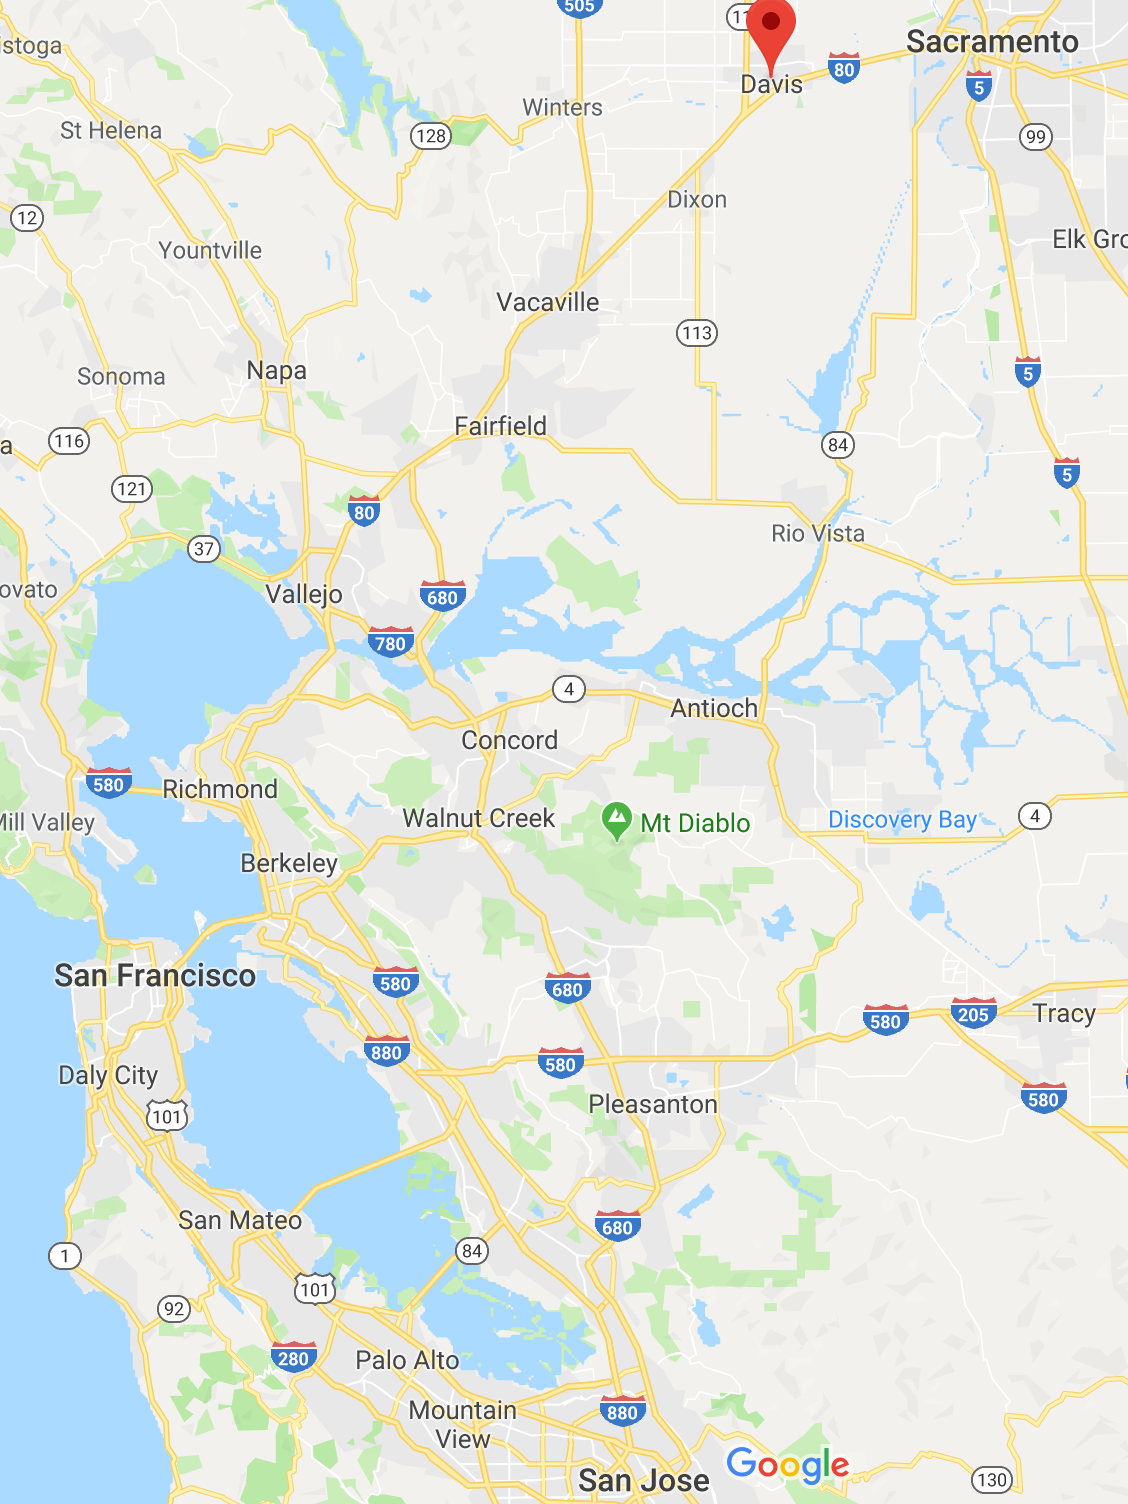 505
Sacramento
Davis
80
5
istoga
Winters
St Helena
128
99
Dixon
12
Elk Gro
Yountville
Vacaville
113
Napa
5
Sonoma
Fairfield
116
84
a
5
121
80
Rio Vista
37
ovato
Vallejo
680
780
4
Antioch
Concord
580
Richmond
Mill Valley
Walnut Creek
Mt Diablo
Discovery Bay
4
Berkeley
San Francisco
580
680
580
205
Tracy
880
580
Daly City
580
Pleasanton
101
San Mateo
680
1
84
101
92
280
Palo Alto
Mountain
View
880
Google
San Jose
130